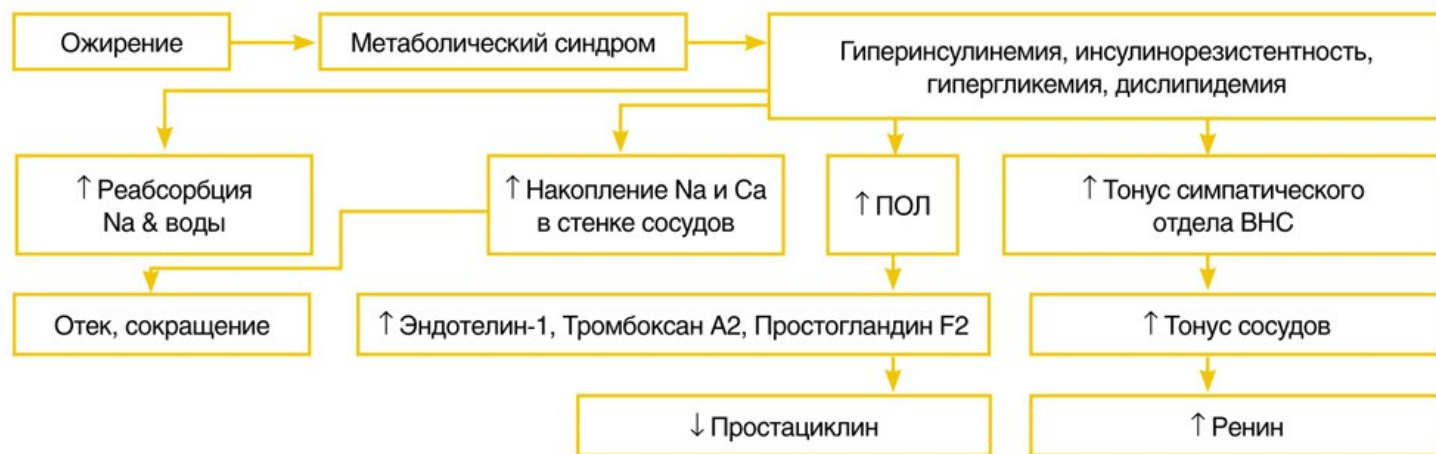 Ожирение
Метаболический синдром
Гиперинсулинемия, инсулинорезистентность,
гипергликемия, дислипидемия
↑ Реабсорбция
Na & воды
↑ Накопление Na и Ca
в стенке сосудов
↑ ПОЛ
↑ Тонус симпатического
отдела ВНС
Отек, сокращение
↑ Эндотелин-1, Тромбоксан А2, Простогландин F2
↑ Тонус сосудов
↓ Простациклин
↑ Ренин